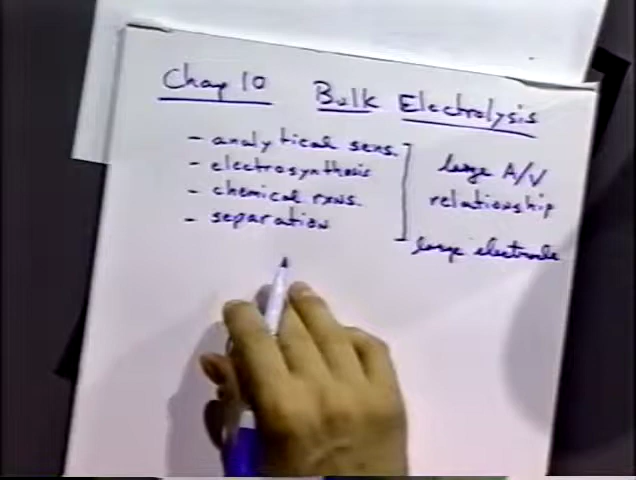 Chap 10 Bulk Electrolysis
- analytical sens.
- electrosynthesis
- chemical rxns.
- separation
large A/V
relationship
large electrode